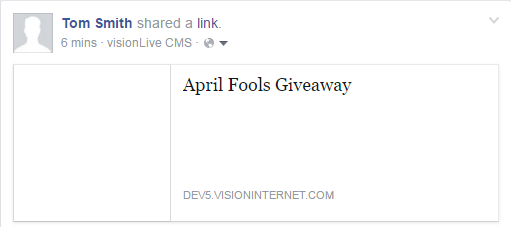 Tom Smith shared a link.
6 mins · visionLive CMS ·
April Fools Giveaway
DEV5.VISIONINTERNET.COM